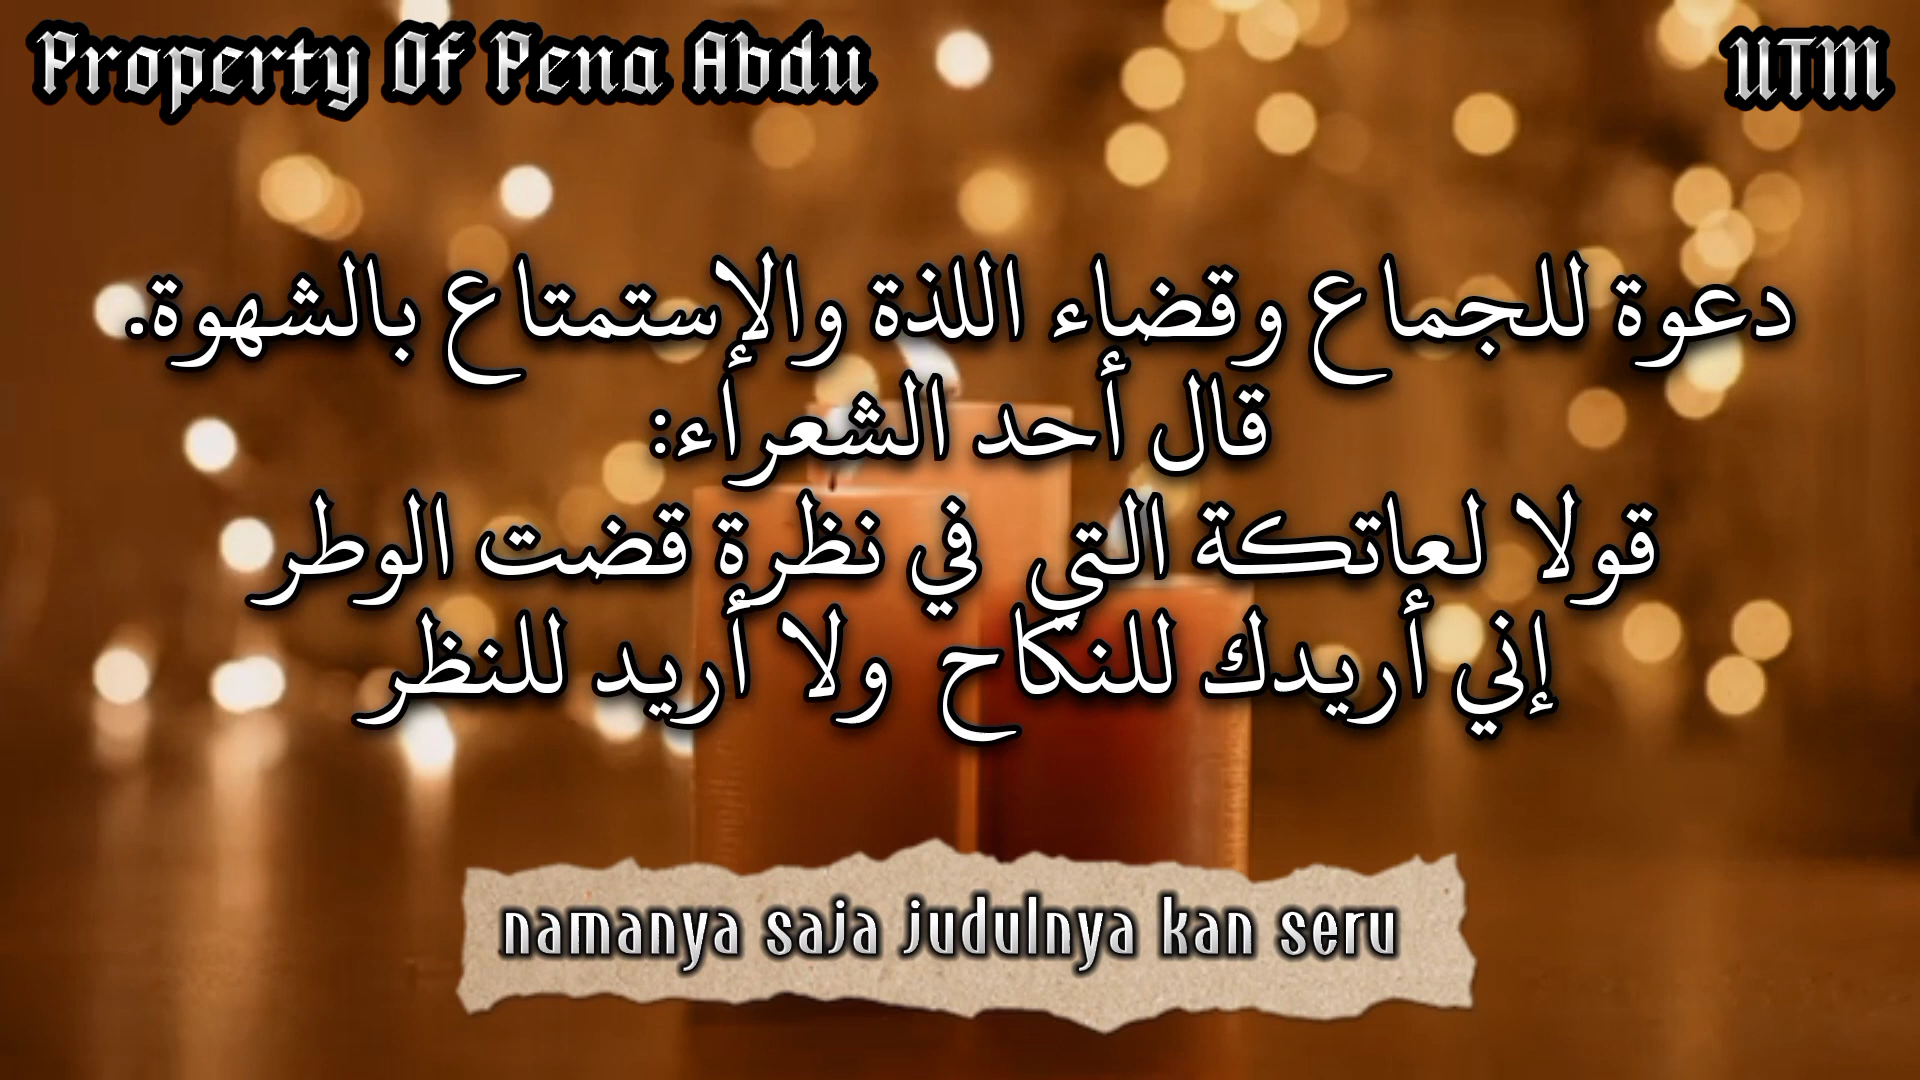 Property Of Pena Abdu
UTM
دعوة للجماع وقضاء اللذة والإستمتاع بالشهوة.
قال أحد الشعراء:
قولا لعاتكة التي في نظرة قضت الوطر
إني أريدك للنكاح ولا أريد للنظر
namanya saja judulnya kan seru